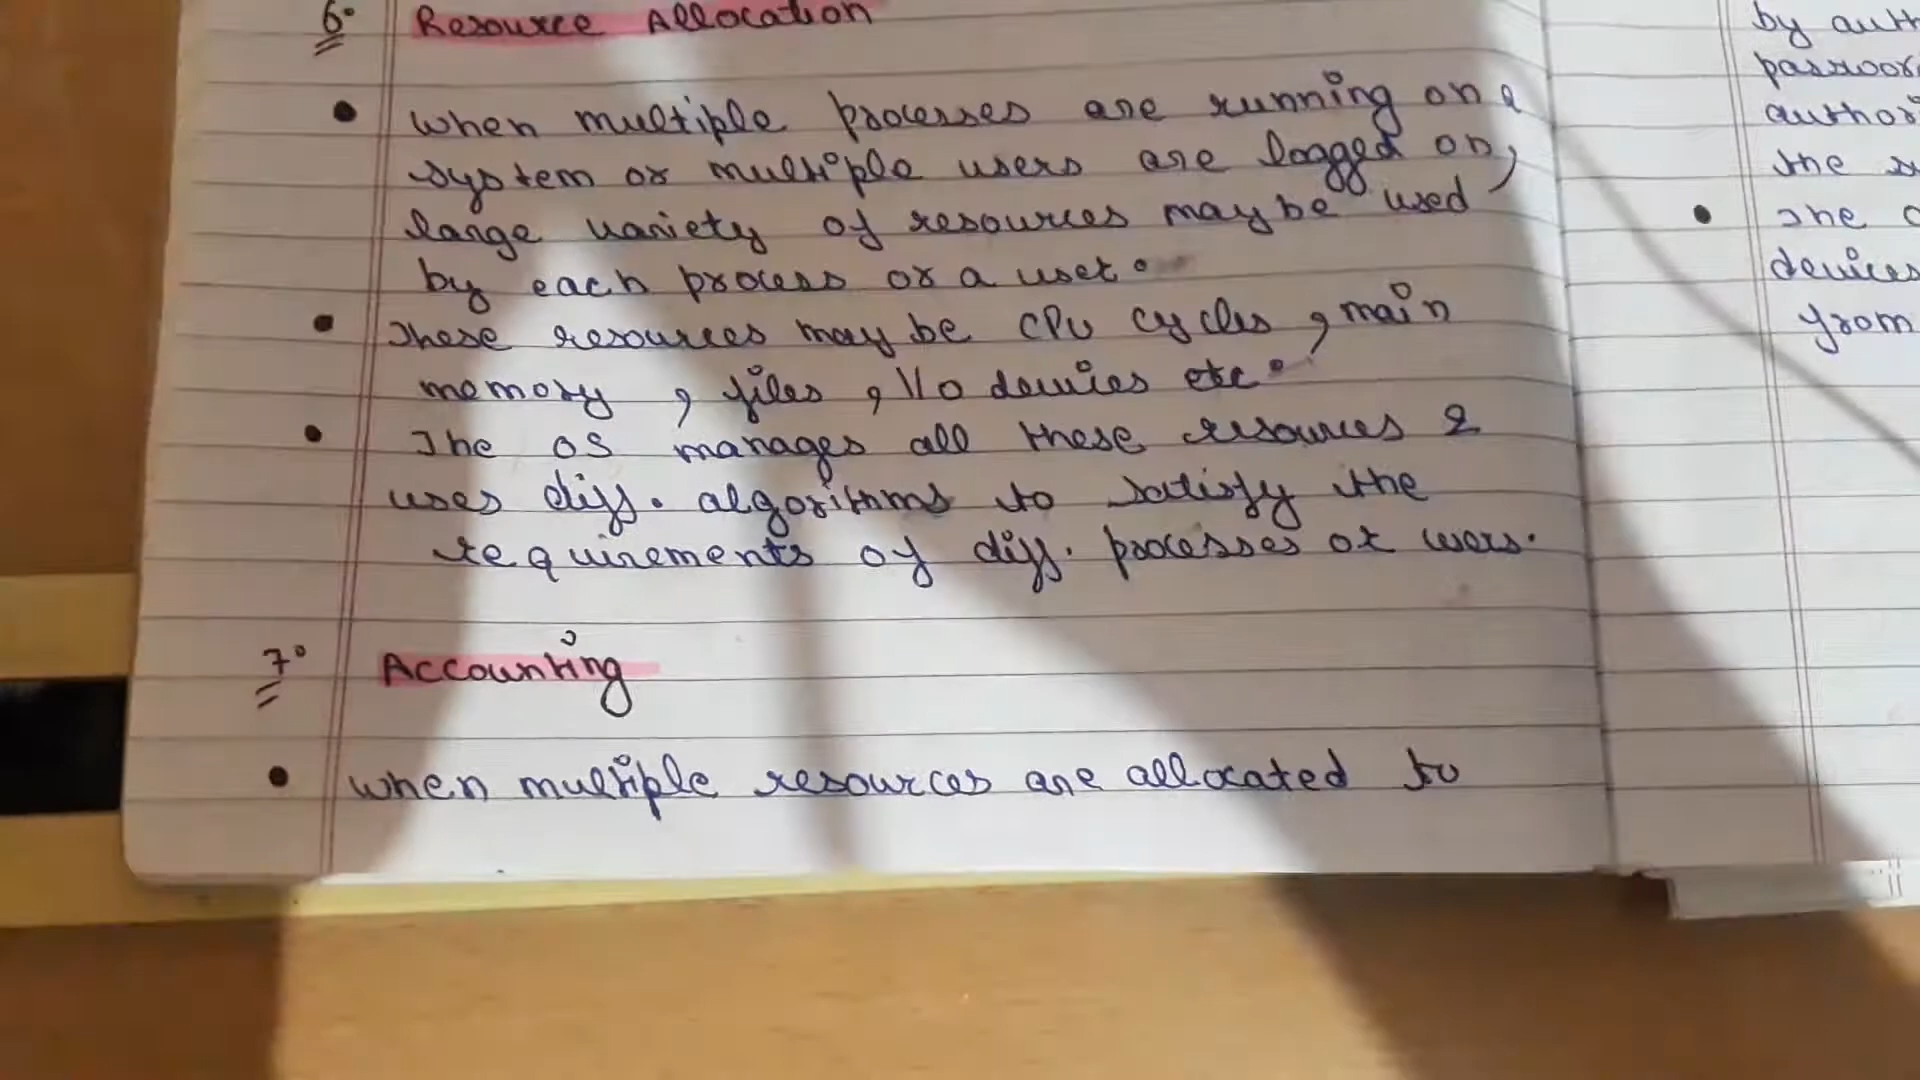 6. Resource Allocation
• When multiple processes are running on a
system or multiple users are logged on,
large variety of resources may be used
by each process or a user.
• These resources may be CPU cycles, main
memory, files, I/O devies etc.
• The OS manages all these resources &
uses diff. algorithms to satisfy the
requirements of diff. processes or users.
7. Accounting
• When multiple resources are allocated to
by auth
passwor
author
the
• The
devices
from